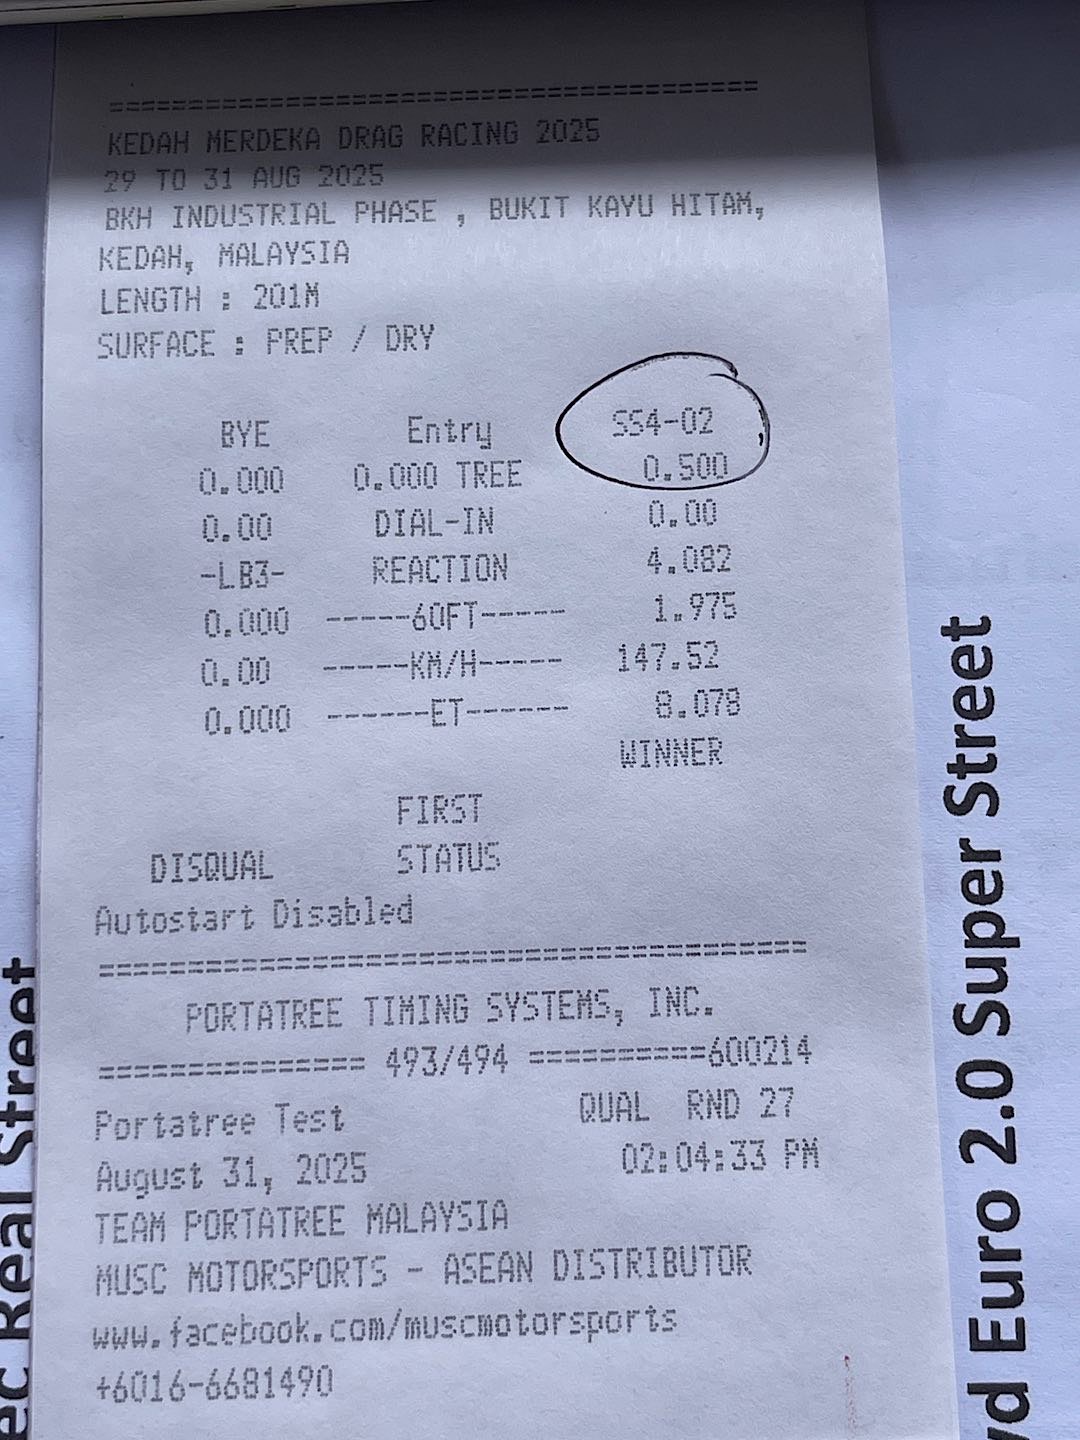 ========================================
KEDAH MERDEKA DRAG RACING 2025
29 TO 31 AUG 2025
BKH INDUSTRIAL PHASE , BUKIT KAYU HITAM,
KEDAH, MALAYSIA
LENGTH : 201M
SURFACE : PREP / DRY
BYE Entry SS4-02
0.000 0.000 TREE 0.500
0.00 DIAL-IN 0.00
-LB3- REACTION 4.082
0.000 -----60FT----- 1.975
0.00 -----KM/H----- 147.52
0.000 ------ET------ 8.078
WINNER
FIRST
DISQUAL STATUS
Autostart Disabled
========================================
PORTATREE TIMING SYSTEMS, INC.
=============== 493/494 ==========600214
Portatree Test QUAL RND 27
August 31, 2025 02:04:33 PM
TEAM PORTATREE MALAYSIA
MUSC MOTORSPORTS - ASEAN DISTRIBUTOR
www.facebook.com/muscmotorsports
+6016-6681490
ec Real Street
wd Euro 2.0 Super Street